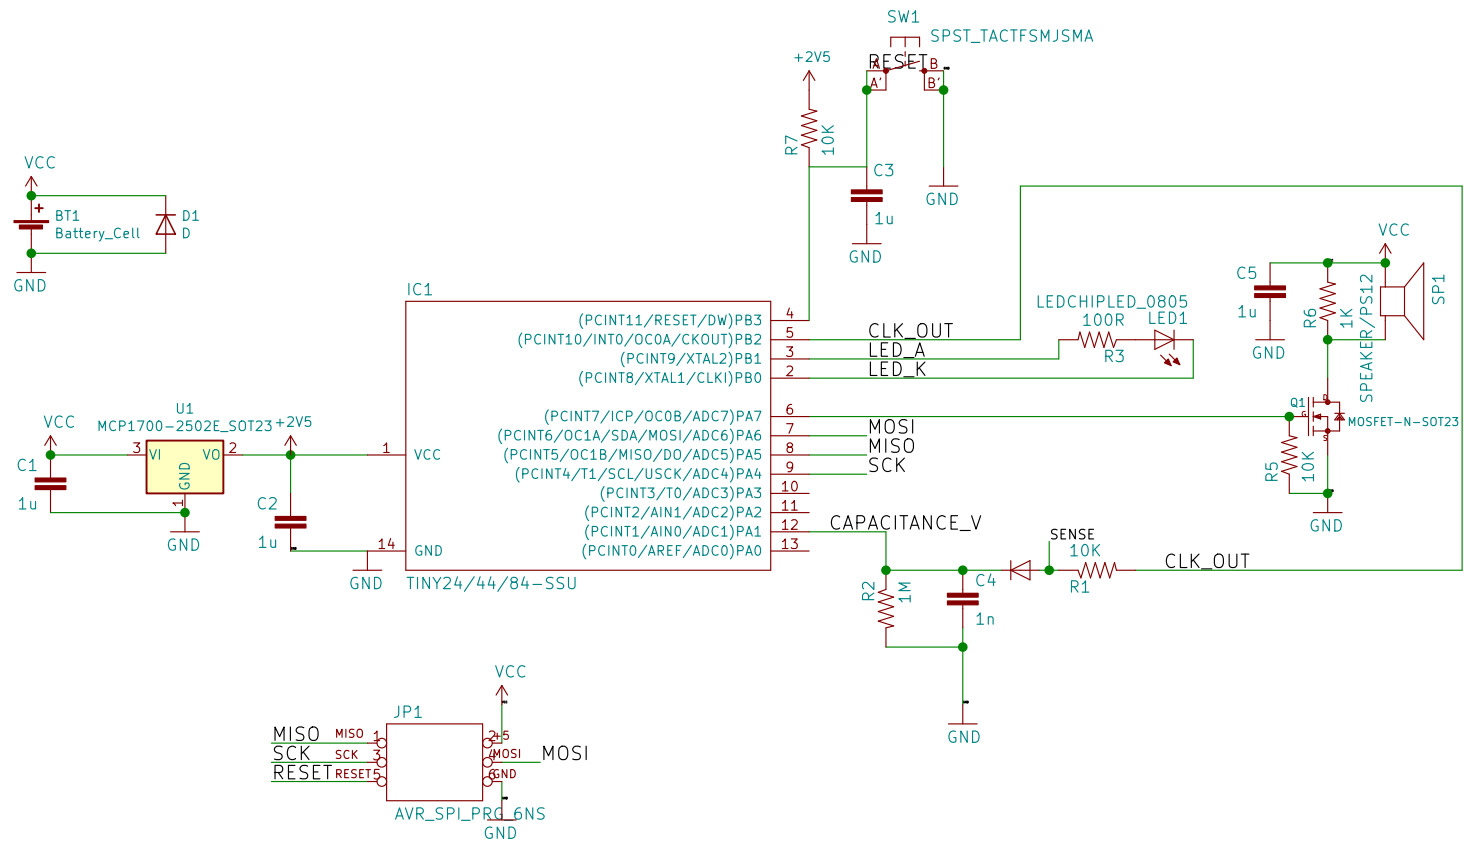 SW1
SPST_TACTFSMJSMA
+2V5
RESET
A
B
A'
B'
R7
10K
C3
1u
GND
GND
VCC
+
BT1
Battery_Cell
D1
D
GND
IC1
(PCINT11/RESET/DW)PB3
4
(PCINT10/INT0/OC0A/CKOUT)PB2
5
CLK_OUT
(PCINT9/XTAL2)PB1
3
LED_A
(PCINT8/XTAL1/CLKI)PB0
2
LED_K
LEDCHIPLED_0805
100R
LED1
R3
VCC
C5
1u
GND
R6
1K
SPEAKER/PS12
SP1
(PCINT7/ICP/OC0B/ADC7)PA7
6
(PCINT6/OC1A/SDA/MOSI/ADC6)PA6
7
MOSI
(PCINT5/OC1B/MISO/DO/ADC5)PA5
8
MISO
(PCINT4/T1/SCL/USCK/ADC4)PA4
9
SCK
(PCINT3/T0/ADC3)PA3
10
(PCINT2/AIN1/ADC2)PA2
11
(PCINT1/AIN0/ADC1)PA1
12
CAPACITANCE_V
(PCINT0/AREF/ADC0)PA0
13
Q1
D
G
S
MOSFET-N-SOT23
R5
10K
GND
VCC
U1
MCP1700-2502E_SOT23
+2V5
3
VI
VO
2
GND
1
C1
1u
GND
C2
1u
1
VCC
14
GND
GND
TINY24/44/84-SSU
SENSE
10K
R1
CLK_OUT
R2
1M
C4
1n
GND
VCC
JP1
MISO
MISO
1
2
+5
SCK
SCK
3
4
MOSI
MOSI
RESET
RESET
5
6
GND
AVR_SPI_PRG_6NS
GND